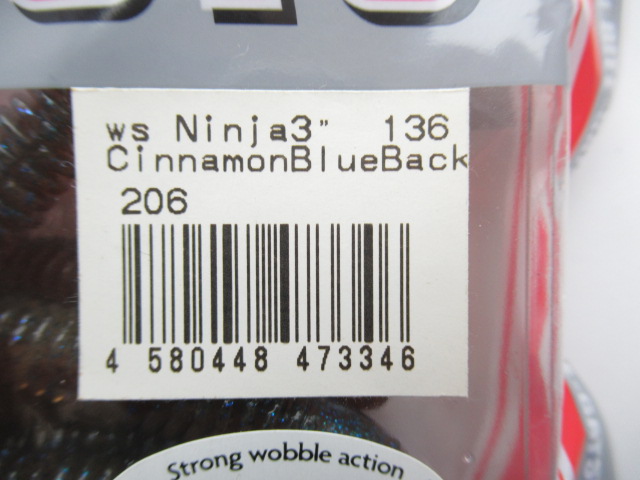 ws Ninja3" 136
CinnamonBlueBack
206
4 580448 473346
Strong wobble action